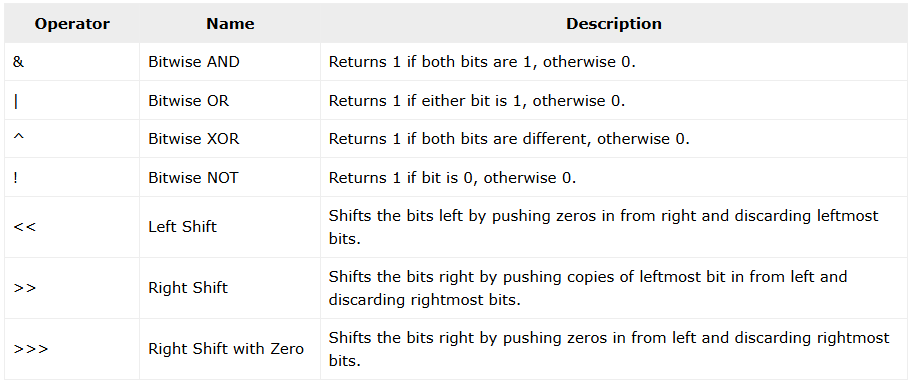 Operator Name Description
& Bitwise AND Returns 1 if both bits are 1, otherwise 0.
| Bitwise OR Returns 1 if either bit is 1, otherwise 0.
^ Bitwise XOR Returns 1 if both bits are different, otherwise 0.
! Bitwise NOT Returns 1 if bit is 0, otherwise 0.
<< Left Shift Shifts the bits left by pushing zeros in from right and discarding leftmost
bits.
>> Right Shift Shifts the bits right by pushing copies of leftmost bit in from left and
discarding rightmost bits.
>>> Right Shift with Zero Shifts the bits right by pushing zeros in from left and discarding rightmost
bits.